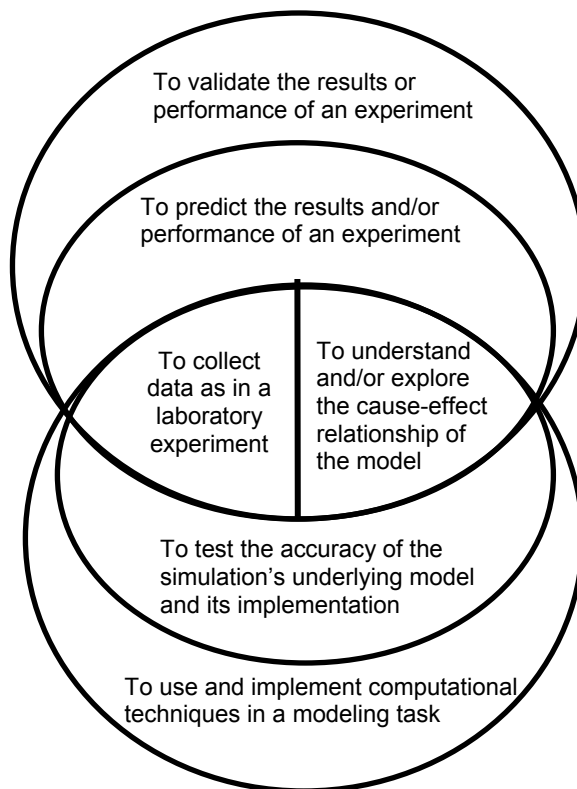 To validate the results or
performance of an experiment
To predict the results and/or
performance of an experiment
To collect
data as in a
laboratory
experiment
To understand
and/or explore
the cause-effect
relationship of
the model
To test the accuracy of the
simulation’s underlying model
and its implementation
To use and implement computational
techniques in a modeling task